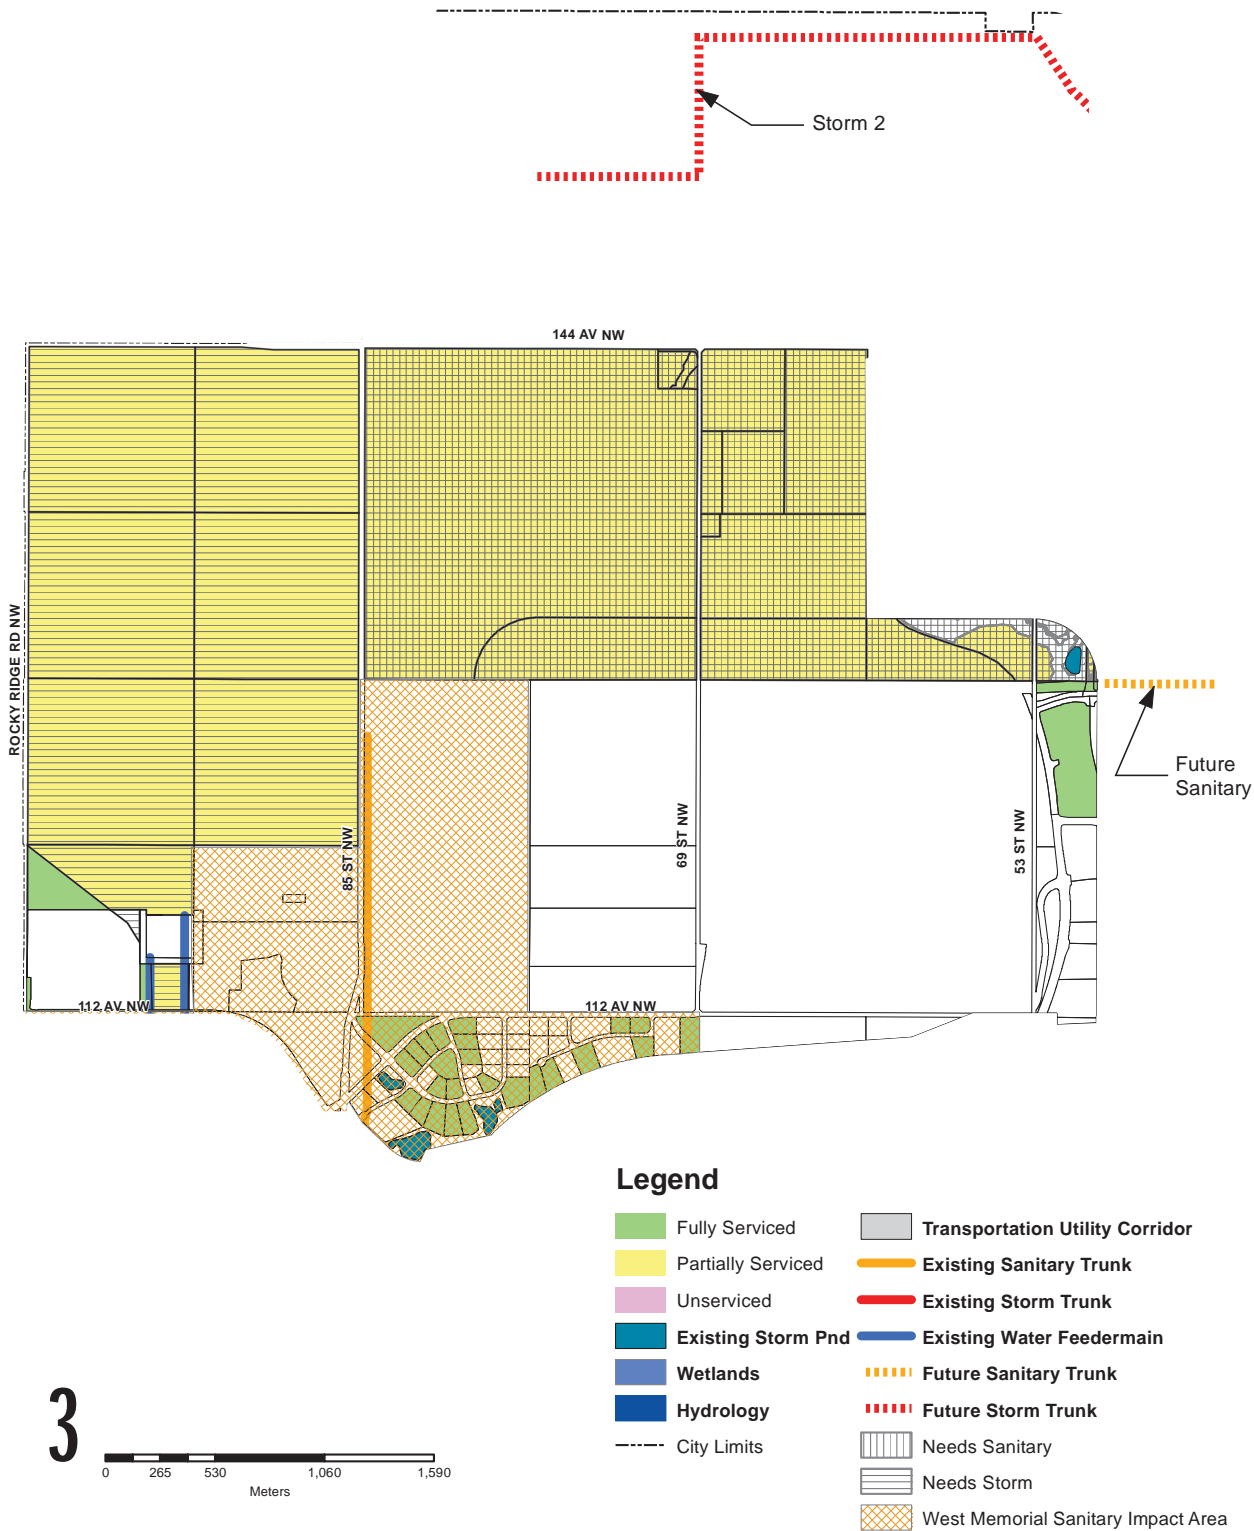 Storm 2
144 AV NW
ROCKY RIDGE RD NW
85 ST NW
69 ST NW
53 ST NW
Future
Sanitary
112 AV NW
112 AV NW
Legend
Fully Serviced
Partially Serviced
Unserviced
Existing Storm Pnd
Wetlands
Hydrology
City Limits
Transportation Utility Corridor
Existing Sanitary Trunk
Existing Storm Trunk
Existing Water Feedermain
Future Sanitary Trunk
Future Storm Trunk
Needs Sanitary
Needs Storm
West Memorial Sanitary Impact Area
3
0 265 530 1,060 1,590
Meters